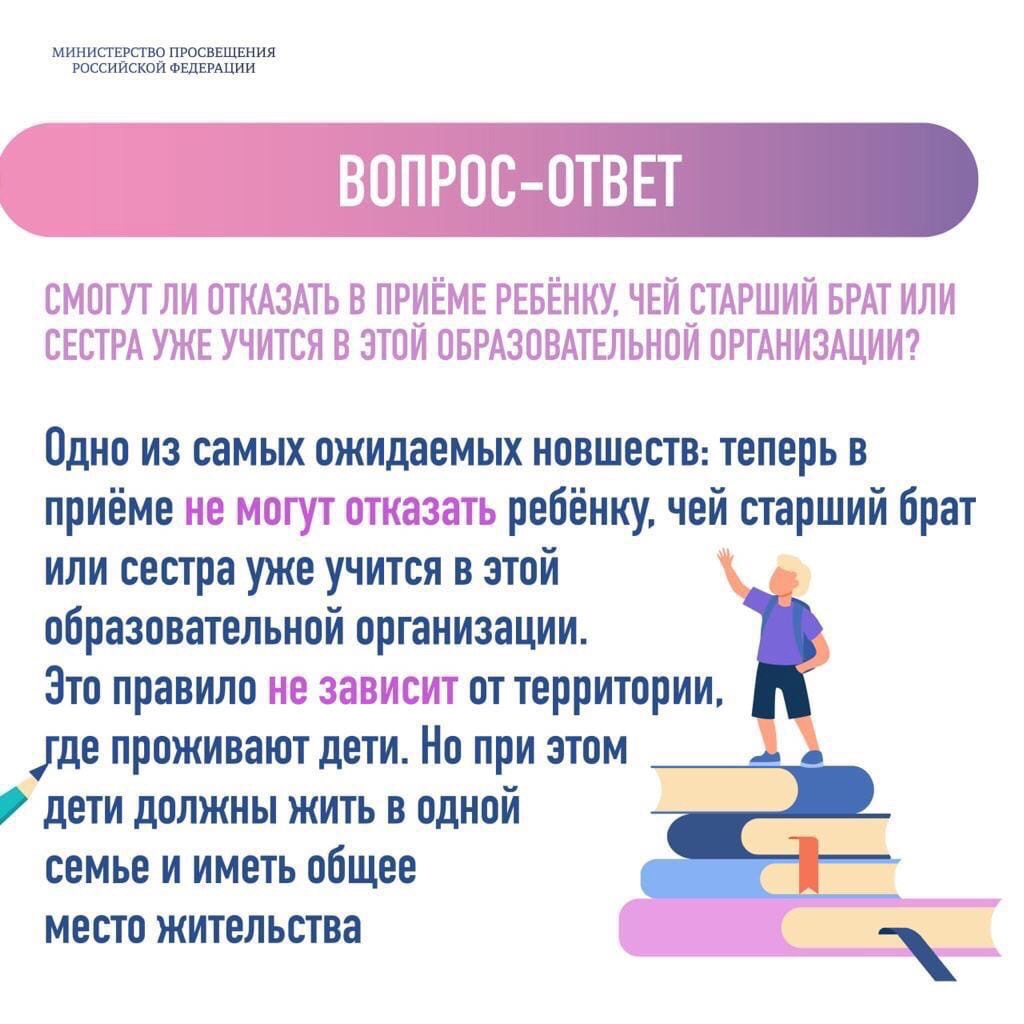 МИНИСТЕРСТВО ПРОСВЕЩЕНИЯ
РОССИЙСКОЙ ФЕДЕРАЦИИ
ВОПРОС-ОТВЕТ
СМОГУТ ЛИ ОТКАЗАТЬ В ПРИЁМЕ РЕБЁНКУ, ЧЕЙ СТАРШИЙ БРАТ ИЛИ
СЕСТРА УЖЕ УЧИТСЯ В ЭТОЙ ОБРАЗОВАТЕЛЬНОЙ ОРГАНИЗАЦИИ?
Одно из самых ожидаемых новшеств: теперь в
приёме не могут отказать ребёнку, чей старший брат
или сестра уже учится в этой
образовательной организации.
Это правило не зависит от территории,
где проживают дети. Но при этом
дети должны жить в одной
семье и иметь общее
место жительства